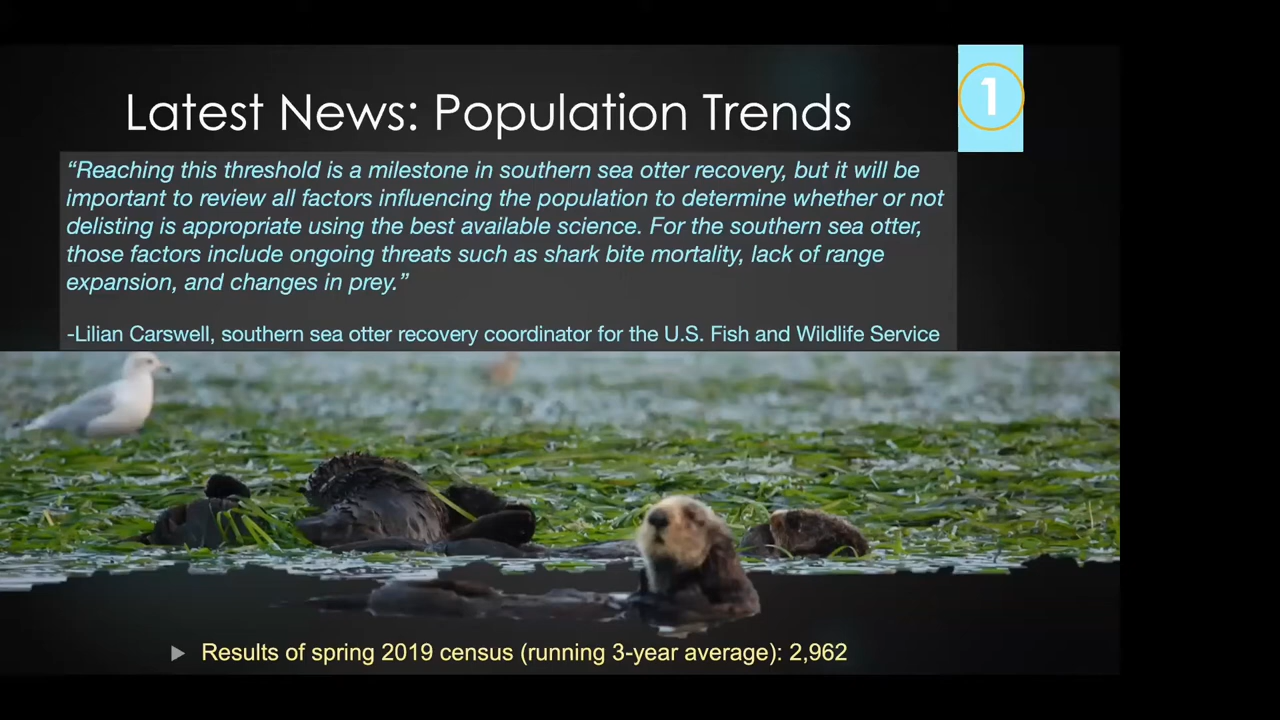 Latest News: Population Trends
1
“Reaching this threshold is a milestone in southern sea otter recovery, but it will be
important to review all factors influencing the population to determine whether or not
delisting is appropriate using the best available science. For the southern sea otter,
those factors include ongoing threats such as shark bite mortality, lack of range
expansion, and changes in prey.”
-Lilian Carswell, southern sea otter recovery coordinator for the U.S. Fish and Wildlife Service
Results of spring 2019 census (running 3-year average): 2,962